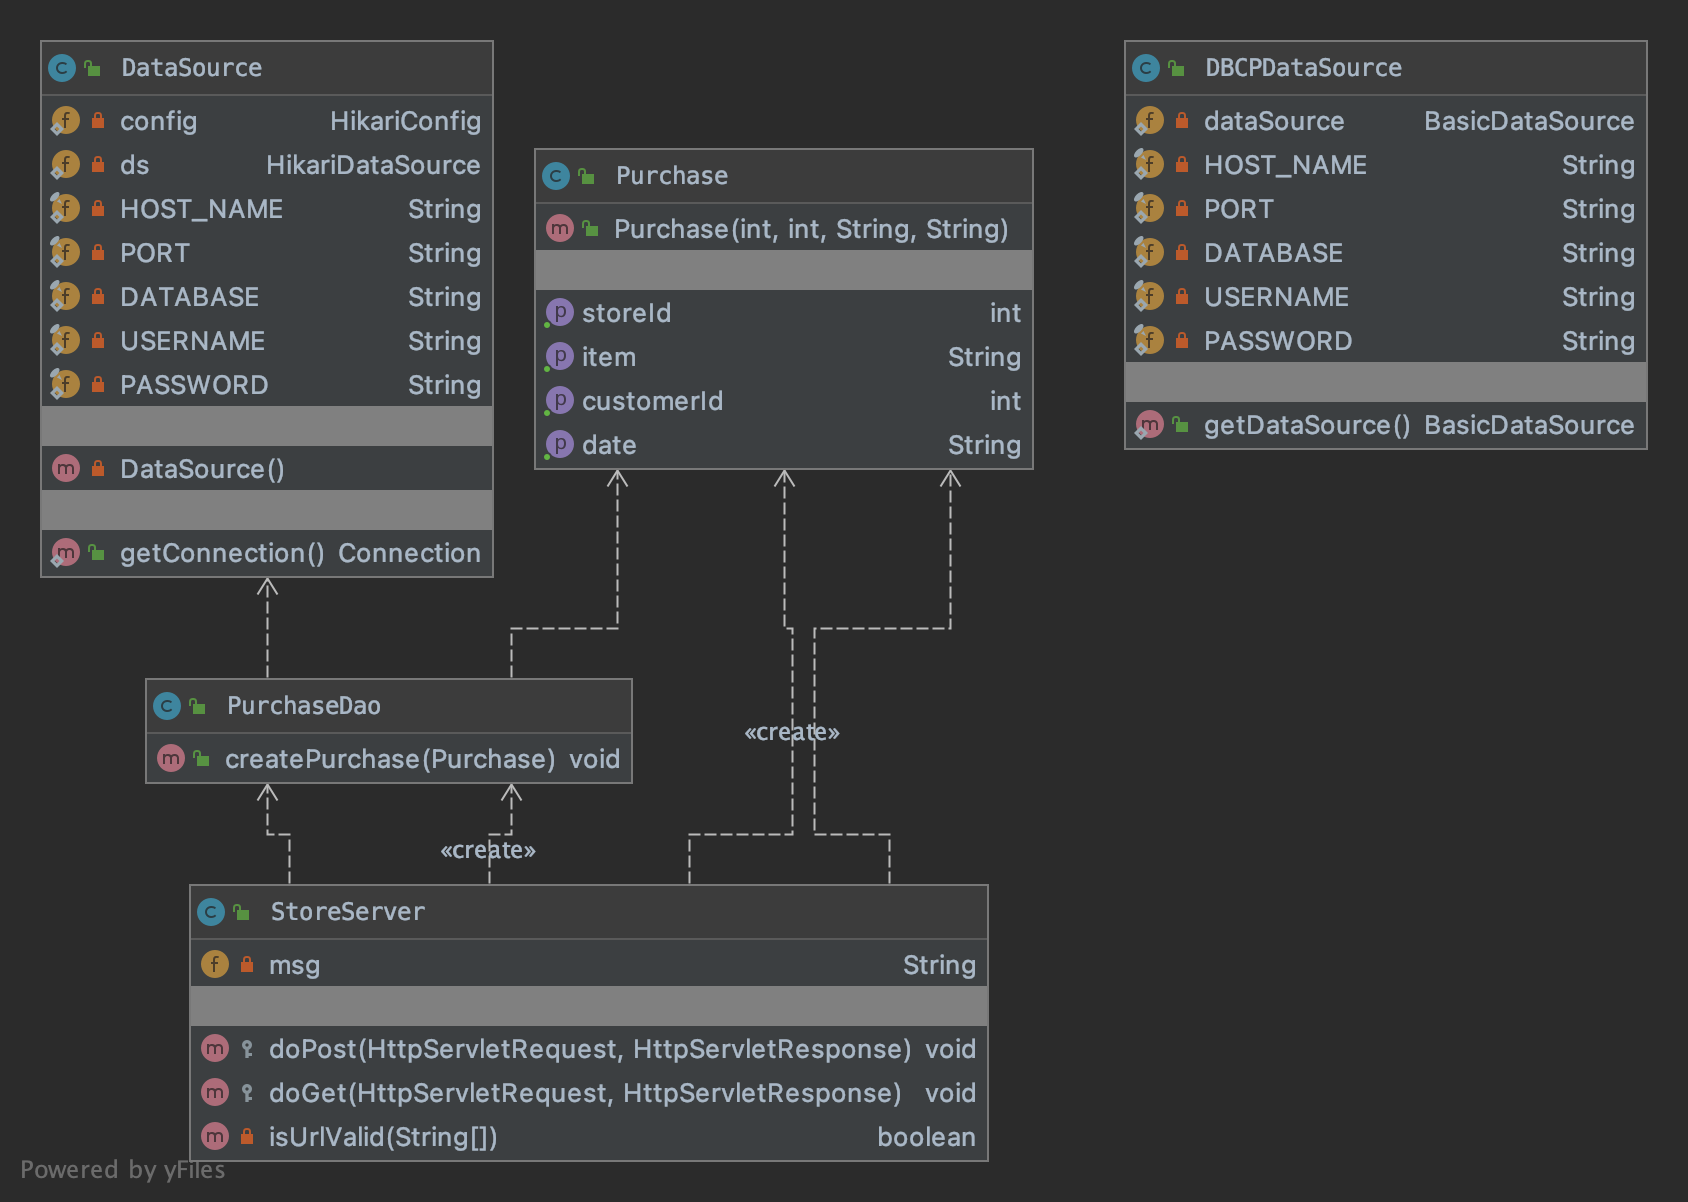 DataSource
config HikariConfig
ds HikariDataSource
HOST_NAME String
PORT String
DATABASE String
USERNAME String
PASSWORD String
DataSource()
getConnection() Connection
Purchase
Purchase(int, int, String, String)
storeId int
item String
customerId int
date String
DBCPDataSource
dataSource BasicDataSource
HOST_NAME String
PORT String
DATABASE String
USERNAME String
PASSWORD String
getDataSource() BasicDataSource
PurchaseDao
createPurchase(Purchase) void
«create»
«create»
StoreServer
msg String
doPost(HttpServletRequest, HttpServletResponse) void
doGet(HttpServletRequest, HttpServletResponse) void
isUrlValid(String[]) boolean
Powered by yFiles